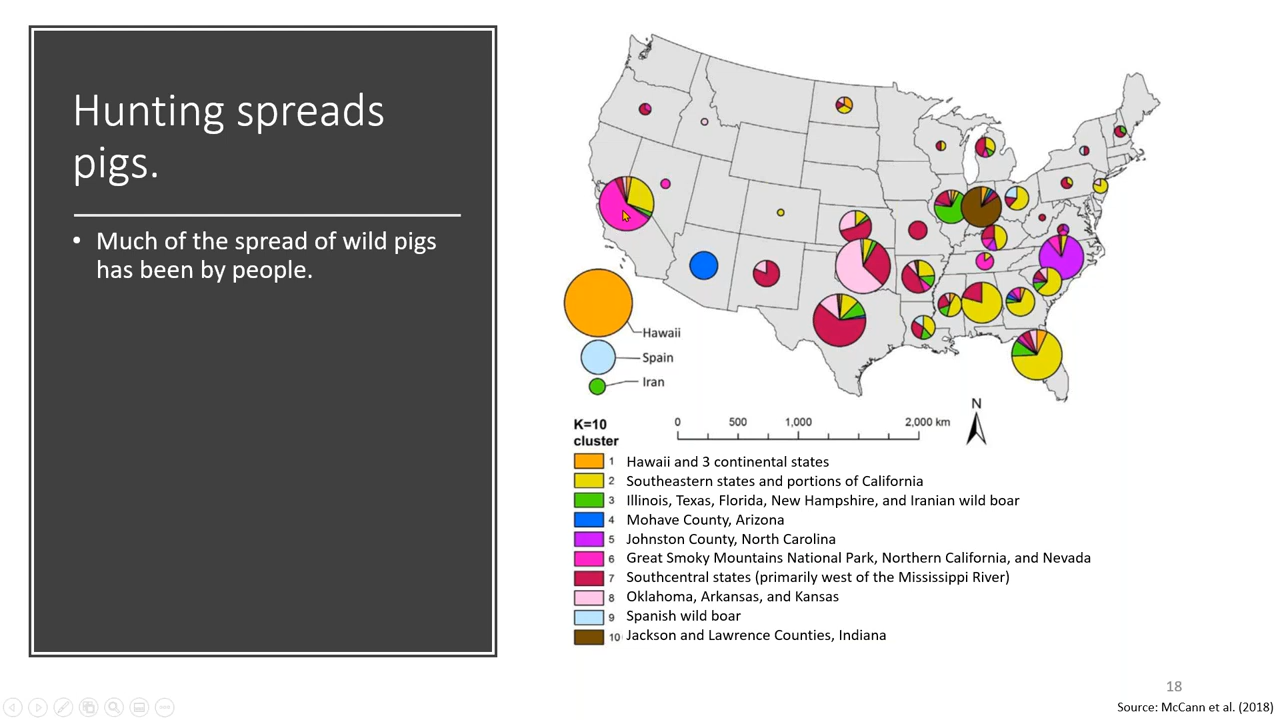 Hunting spreads
pigs.
• Much of the spread of wild pigs
has been by people.
Hawaii
Spain
Iran
N
0 500 1,000 2,000 km
K=10
cluster
1 Hawaii and 3 continental states
2 Southeastern states and portions of California
3 Illinois, Texas, Florida, New Hampshire, and Iranian wild boar
4 Mohave County, Arizona
5 Johnston County, North Carolina
6 Great Smoky Mountains National Park, Northern California, and Nevada
7 Southcentral states (primarily west of the Mississippi River)
8 Oklahoma, Arkansas, and Kansas
9 Spanish wild boar
10 Jackson and Lawrence Counties, Indiana
18
Source: McCann et al. (2018)